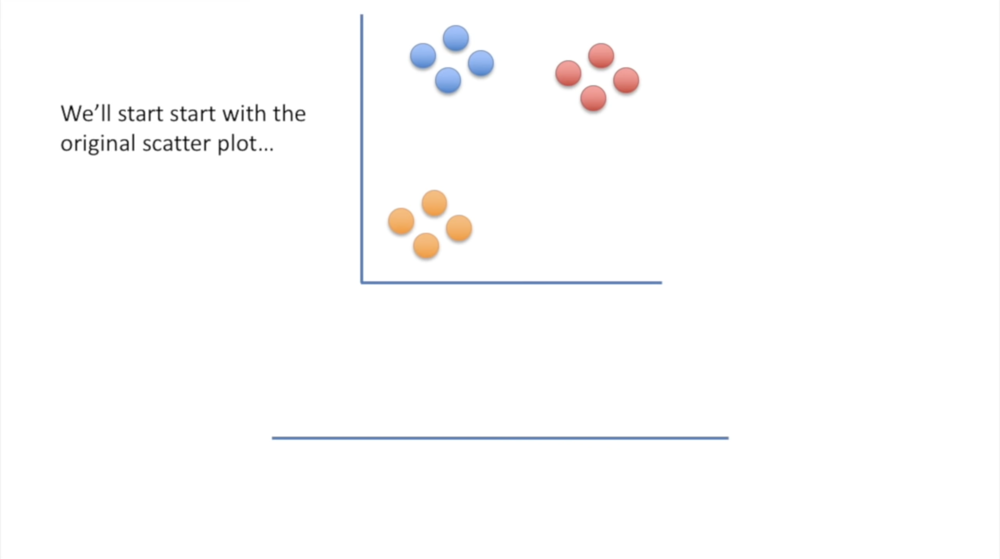 We’ll start start with the
original scatter plot…